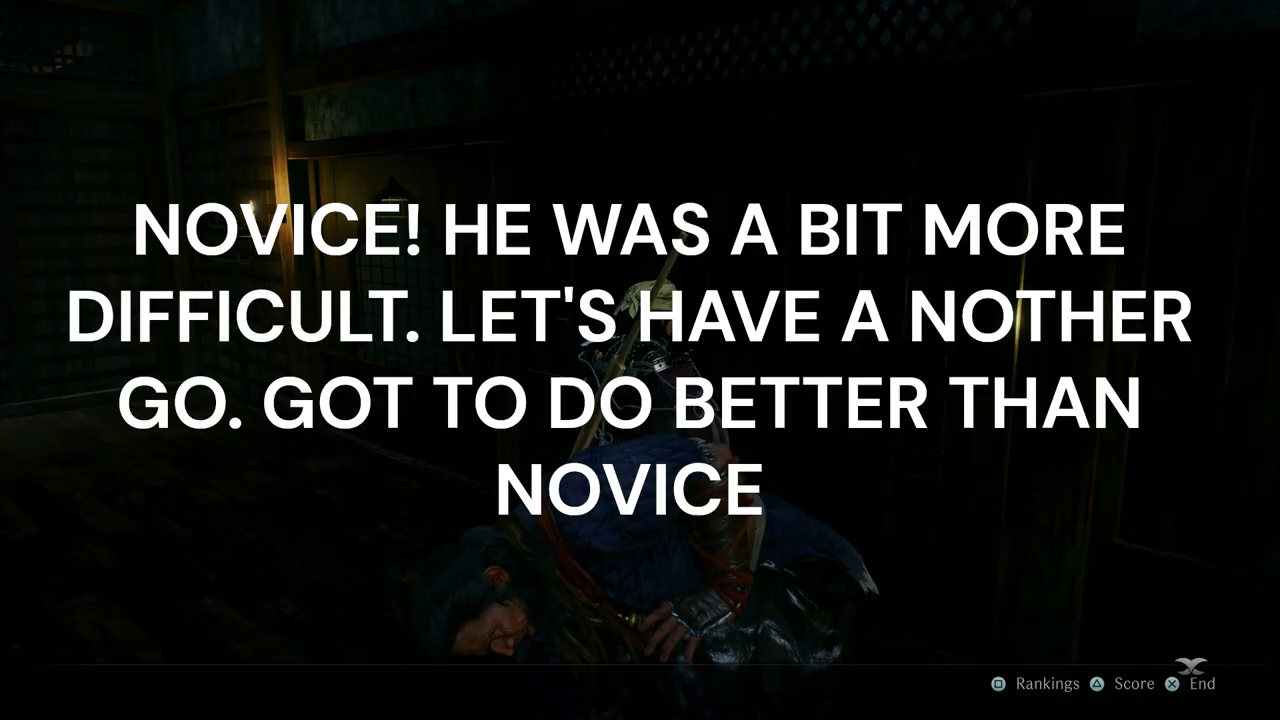 NOVICE! HE WAS A BIT MORE
DIFFICULT. LET'S HAVE A NOTHER
GO. GOT TO DO BETTER THAN
NOVICE
Rankings Score End